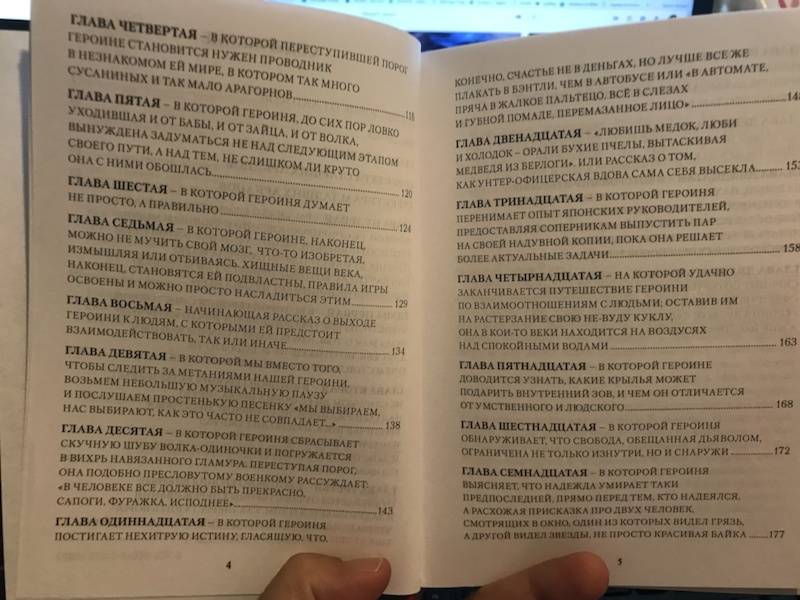 ГЛАВА ЧЕТВЕРТАЯ – В КОТОРОЙ ПЕРЕСТУПИВШЕЙ ПОРОГ
ГЕРОИНЕ СТАНОВИТСЯ НУЖЕН ПРОВОДНИК
В НЕЗНАКОМОМ ЕЙ МИРЕ, В КОТОРОМ ТАК МНОГО
СУСАНИНЫХ И ТАК МАЛО АРАГОРНОВ 118
ГЛАВА ПЯТАЯ – В КОТОРОЙ ГЕРОИНЯ, ДО СИХ ПОР ЛОВКО
УХОДИВШАЯ И ОТ БАБЫ, И ОТ ЗАЙЦА, И ОТ ВОЛКА,
ВЫНУЖДЕНА ЗАДУМАТЬСЯ НЕ НАД СЛЕДУЮЩИМ ЭТАПОМ
СВОЕГО ПУТИ, А НАД ТЕМ, НЕ СЛИШКОМ ЛИ КРУТО
ОНА С НИМИ ОБОШЛАСЬ 120
ГЛАВА ШЕСТАЯ – В КОТОРОЙ ГЕРОИНЯ ДУМАЕТ
НЕ ПРОСТО, А ПРАВИЛЬНО 124
ГЛАВА СЕДЬМАЯ – В КОТОРОЙ ГЕРОИНЕ, НАКОНЕЦ,
МОЖНО НЕ МУЧИТЬ СВОЙ МОЗГ, ЧТО-ТО ИЗОБРЕТАЯ,
ИЗМЫШЛЯЯ ИЛИ ОТБИВАЯСЬ. ХИЩНЫЕ ВЕЩИ ВЕКА,
НАКОНЕЦ, СТАНОВЯТСЯ ЕЙ ПОДВЛАСТНЫ, ПРАВИЛА ИГРЫ
ОСВОЕНЫ И МОЖНО ПРОСТО НАСЛАДИТЬСЯ ЭТИМ 129
ГЛАВА ВОСЬМАЯ – НАЧИНАЮЩАЯ РАССКАЗ О ВЫХОДЕ
ГЕРОИНИ К ЛЮДЯМ, С КОТОРЫМИ ЕЙ ПРЕДСТОИТ
ВЗАИМОДЕЙСТВОВАТЬ, ТАК ИЛИ ИНАЧЕ 134
ГЛАВА ДЕВЯТАЯ – В КОТОРОЙ МЫ ВМЕСТО ТОГО,
ЧТОБЫ СЛЕДИТЬ ЗА МЕТАНИЯМИ НАШЕЙ ГЕРОИНИ,
ВОЗЬМЕМ НЕБОЛЬШУЮ МУЗЫКАЛЬНУЮ ПАУЗУ
И ПОСЛУШАЕМ ПРОСТЕНЬКУЮ ПЕСЕНКУ «МЫ ВЫБИРАЕМ,
НАС ВЫБИРАЮТ, КАК ЭТО ЧАСТО НЕ СОВПАДАЕТ...» 138
ГЛАВА ДЕСЯТАЯ – В КОТОРОЙ ГЕРОИНЯ СБРАСЫВАЕТ
СКУЧНУЮ ШУБУ ВОЛКА-ОДИНОЧКИ И ПОГРУЖАЕТСЯ
В ВИХРЬ НАВЯЗАННОГО ГЛАМУРА. ПЕРЕСТУПАЯ ПОРОГ,
ОНА ПОДОБНО ПРЕСЛОВУТОМУ ВОЕНКОМУ РАССУЖДАЕТ:
«В ЧЕЛОВЕКЕ ВСЕ ДОЛЖНО БЫТЬ ПРЕКРАСНО,
САПОГИ, ФУРАЖКА, ИСПОДНЕЕ» 143
ГЛАВА ОДИННАДЦАТАЯ – В КОТОРОЙ ГЕРОИНЯ
ПОСТИГАЕТ НЕХИТРУЮ ИСТИНУ, ГЛАСЯЩУЮ, ЧТО,
4
КОНЕЧНО, СЧАСТЬЕ НЕ В ДЕНЬГАХ, НО ЛУЧШЕ ВСЕ ЖЕ
ПЛАКАТЬ В БЭНТЛИ, ЧЕМ В АВТОБУСЕ ИЛИ «В АВТОМАТЕ,
ПРЯЧА В ЖАЛКОЕ ПАЛЬТЕЦО, ВСЁ В СЛЕЗАХ
И ГУБНОЙ ПОМАДЕ, ПЕРЕМАЗАННОЕ ЛИЦО»
ГЛАВА ДВЕНАДЦАТАЯ – «ЛЮБИШЬ МЕДОК, ЛЮБИ
И ХОЛОДОК – ОРАЛИ БУХИЕ ПЧЕЛЫ, ВЫТАСКИВАЯ
МЕДВЕДЯ ИЗ БЕРЛОГИ». ИЛИ РАССКАЗ О ТОМ,
КАК УНТЕР-ОФИЦЕРСКАЯ ВДОВА САМА СЕБЯ ВЫСЕКЛА
ГЛАВА ТРИНАДЦАТАЯ – В КОТОРОЙ ГЕРОИНЯ
ПЕРЕНИМАЕТ ОПЫТ ЯПОНСКИХ РУКОВОДИТЕЛЕЙ,
ПРЕДОСТАВЛЯЯ СОПЕРНИКАМ ВЫПУСТИТЬ ПАР
НА СВОЕЙ НАДУВНОЙ КОПИИ, ПОКА ОНА РЕШАЕТ
БОЛЕЕ АКТУАЛЬНЫЕ ЗАДАЧИ 158
ГЛАВА ЧЕТЫРНАДЦАТАЯ – НА КОТОРОЙ УДАЧНО
ЗАКАНЧИВАЕТСЯ ПУТЕШЕСТВИЕ ГЕРОИНИ
ПО ВЗАИМООТНОШЕНИЯМ С ЛЮДЬМИ; ОСТАВИВ ИМ
НА РАСТЕРЗАНИЕ СВОЮ НЕ-ВУДУ КУКЛУ,
ОНА В КОИ-ТО ВЕКИ НАХОДИТСЯ НА ВОЗДУСЯХ
НАД СПОКОЙНЫМИ ВОДАМИ 163
ГЛАВА ПЯТНАДЦАТАЯ – В КОТОРОЙ ГЕРОИНЕ
ДОВОДИТСЯ УЗНАТЬ, КАКИЕ КРЫЛЬЯ МОЖЕТ
ПОДАРИТЬ ВНУТРЕННИЙ ЗОВ, И ЧЕМ ОН ОТЛИЧАЕТСЯ
ОТ УМСТВЕННОГО И ЛЮДСКОГО 168
ГЛАВА ШЕСТНАДЦАТАЯ – В КОТОРОЙ ГЕРОИНЯ
ОБНАРУЖИВАЕТ, ЧТО СВОБОДА, ОБЕЩАННАЯ ДЬЯВОЛОМ,
ОГРАНИЧЕНА НЕ ТОЛЬКО ИЗНУТРИ, НО И СНАРУЖИ 172
ГЛАВА СЕМНАДЦАТАЯ – В КОТОРОЙ ГЕРОИНЯ
ВЫЯСНЯЕТ, ЧТО НАДЕЖДА УМИРАЕТ ТАКИ
ПРЕДПОСЛЕДНЕЙ, ПРЯМО ПЕРЕД ТЕМ, КТО НАДЕЯЛСЯ,
А РАСХОЖАЯ ПРИСКАЗКА ПРО ДВУХ ЧЕЛОВЕК,
СМОТРЯЩИХ В ОКНО, ОДИН ИЗ КОТОРЫХ ВИДЕЛ ГРЯЗЬ,
А ДРУГОЙ ВИДЕЛ ЗВЕЗДЫ, НЕ ПРОСТО КРАСИВАЯ БАЙКА 177
5